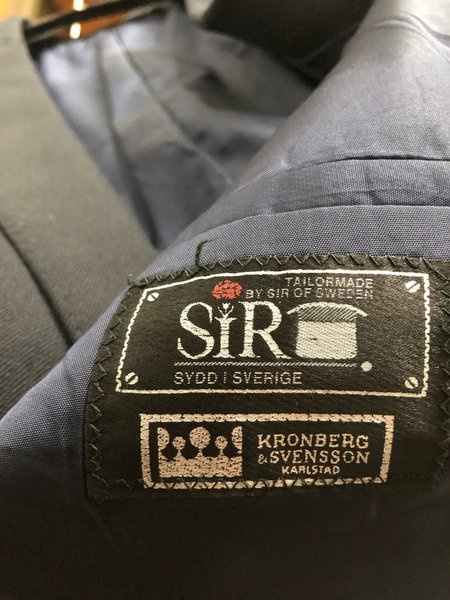 TAILORMADE
BY SIR OF SWEDEN
SiR
SYDD I SVERIGE
KRONBERG
& SVENSSON
KARLSTAD